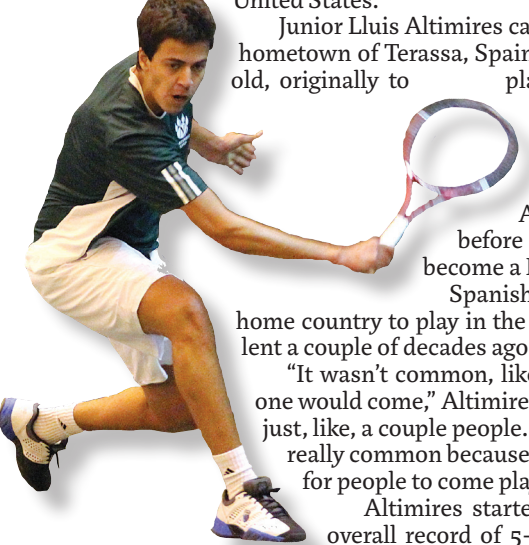 United States.
Junior Lluis Altimires ca
hometown of Terassa, Spain
old, originally to pla
A
before
become a
Spanish
home country to play in the
lent a couple of decades ago
“It wasn’t common, lik
one would come,” Altimire
just, like, a couple people.
really common because
for people to come pla
Altimires starte
overall record of 5-